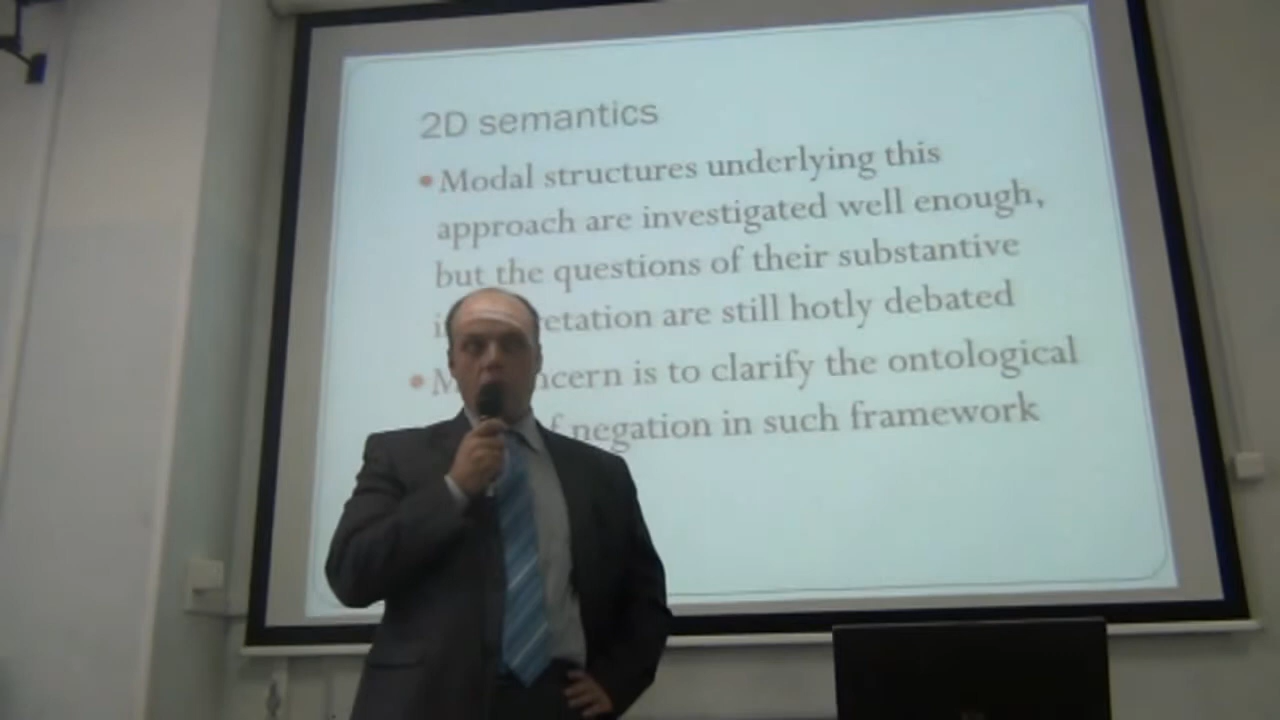 2D semantics
• Modal structures underlying this
approach are investigated well enough,
but the questions of their substantive
etation are still hotly debated
• M ncern is to clarify the ontological
f negation in such framework